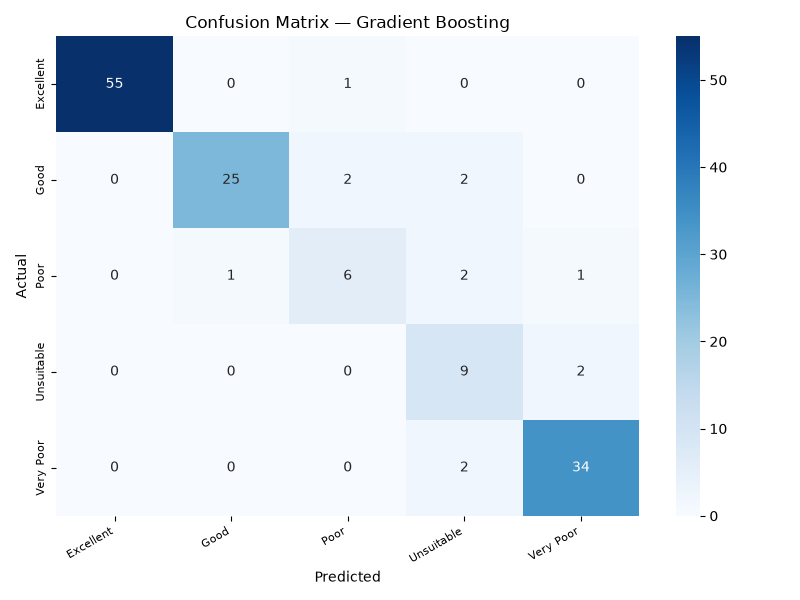 Confusion Matrix — Gradient Boosting
Excellent 55 0 1 0 0
Good 0 25 2 2 0
Poor 0 1 6 2 1
Unsuitable 0 0 0 9 2
Very Poor 0 0 0 2 34
Actual
Excellent Good Poor Unsuitable Very Poor
Predicted
50
40
30
20
10
0